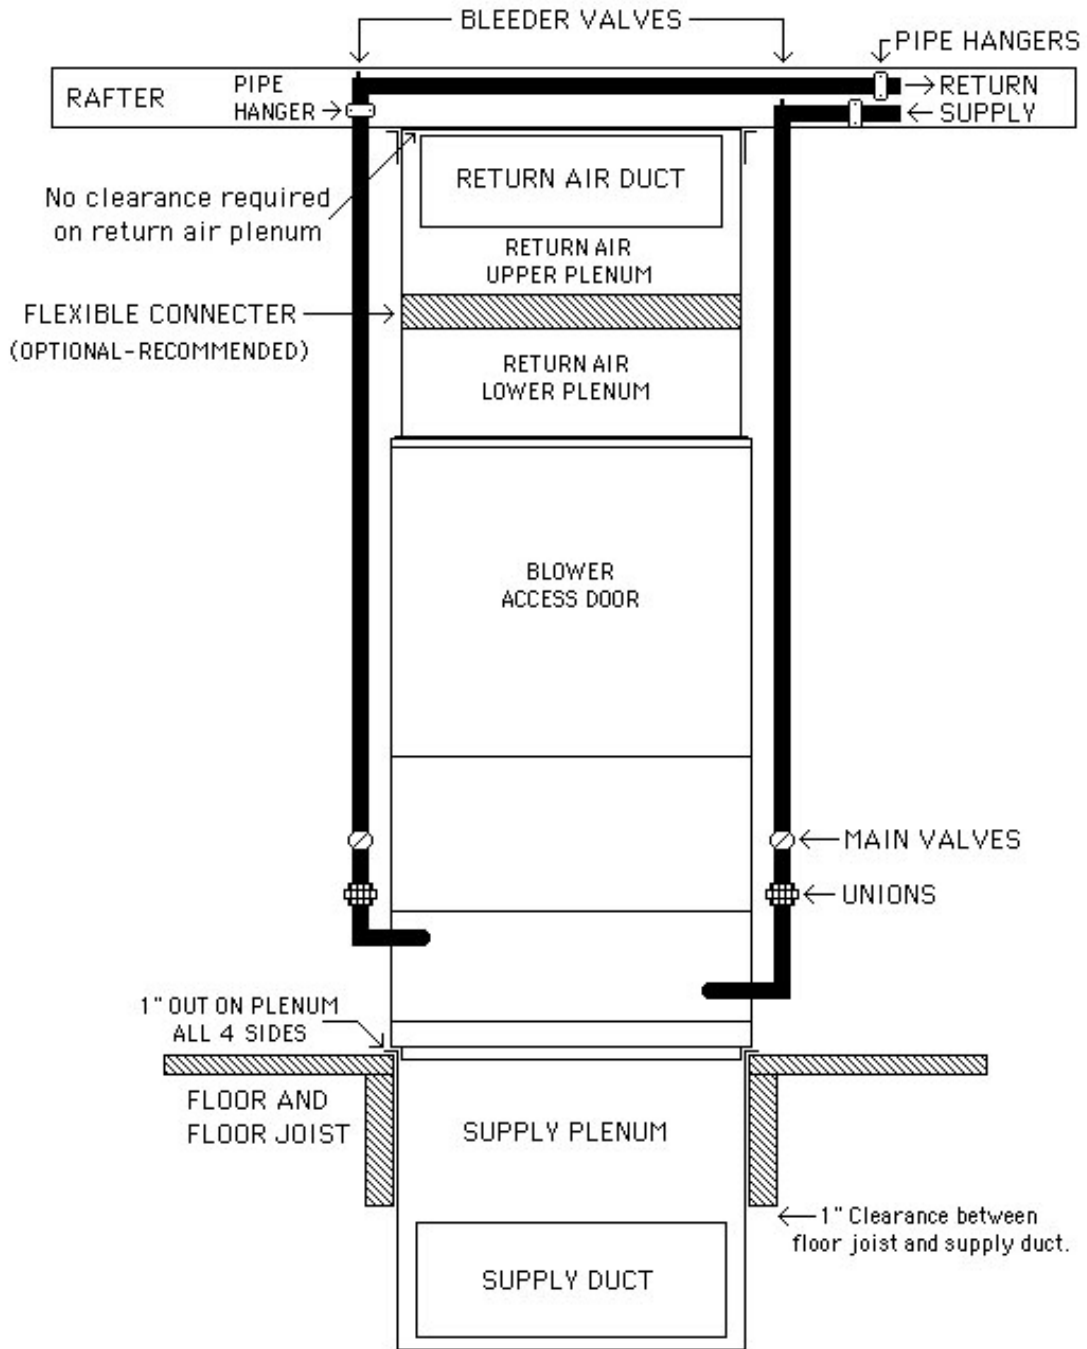 BLEEDER VALVES
PIPE HANGERS
RAFTER
PIPE
HANGER
RETURN
SUPPLY
RETURN AIR DUCT
No clearance required
on return air plenum
RETURN AIR
UPPER PLENUM
FLEXIBLE CONNECTER
(OPTIONAL-RECOMMENDED)
RETURN AIR
LOWER PLENUM
BLOWER
ACCESS DOOR
MAIN VALVES
UNIONS
1" OUT ON PLENUM
ALL 4 SIDES
FLOOR AND
FLOOR JOIST
SUPPLY PLENUM
1" Clearance between
floor joist and supply duct.
SUPPLY DUCT